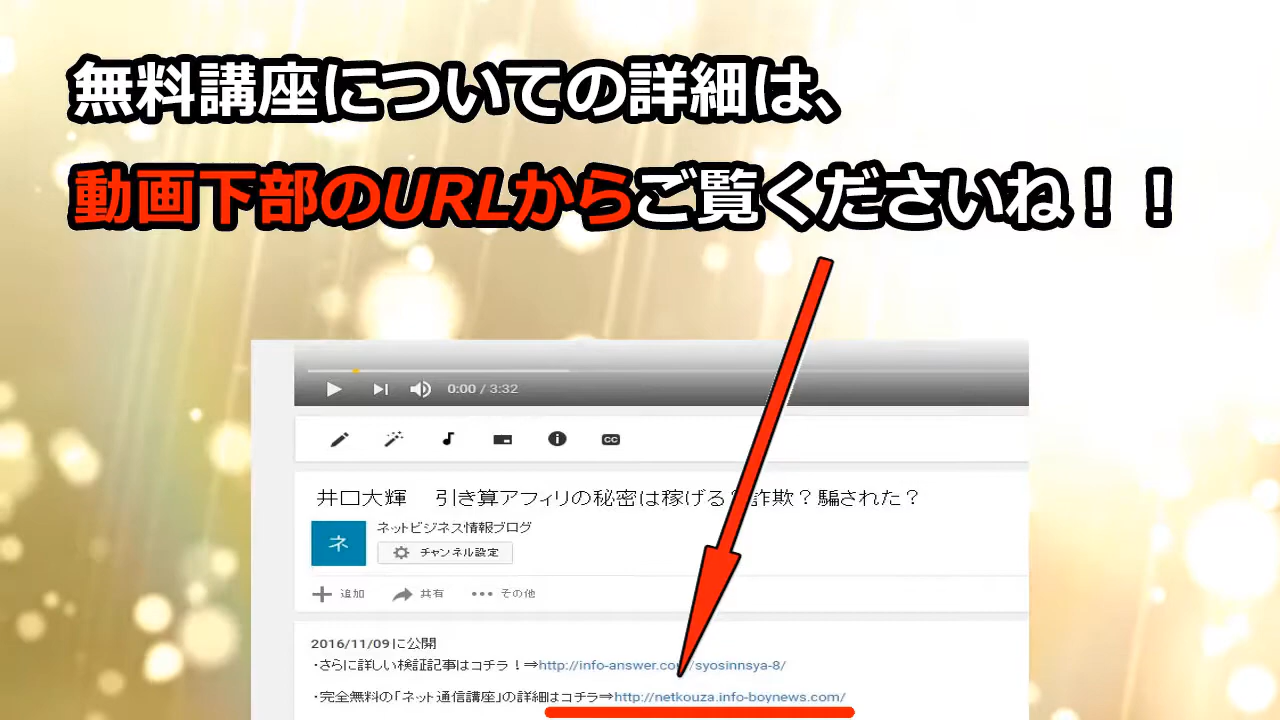 無料講座についての詳細は、
動画下部のURLからご覧くださいね！！
0:00 / 3:32
CC
井口大輝　引き算アフィリの秘密は稼げる？詐欺？騙された？
ネ
ネットビジネス情報ブログ
チャンネル設定
追加 共有 その他
2016/11/09に公開
・さらに詳しい検証記事はコチラ！⇒http://info-answer.com/syosinnsya-8/
・完全無料の「ネット通信講座」の詳細はコチラ⇒http://netkouza.info-boynews.com/